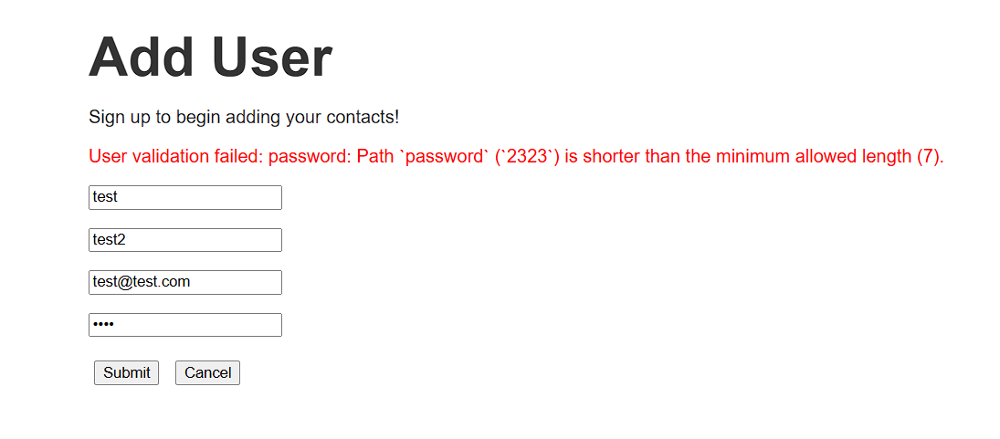 Add User
Sign up to begin adding your contacts!
User validation failed: password: Path `password` (`2323`) is shorter than the minimum allowed length (7).
test
test2
test@test.com
••••
Submit Cancel